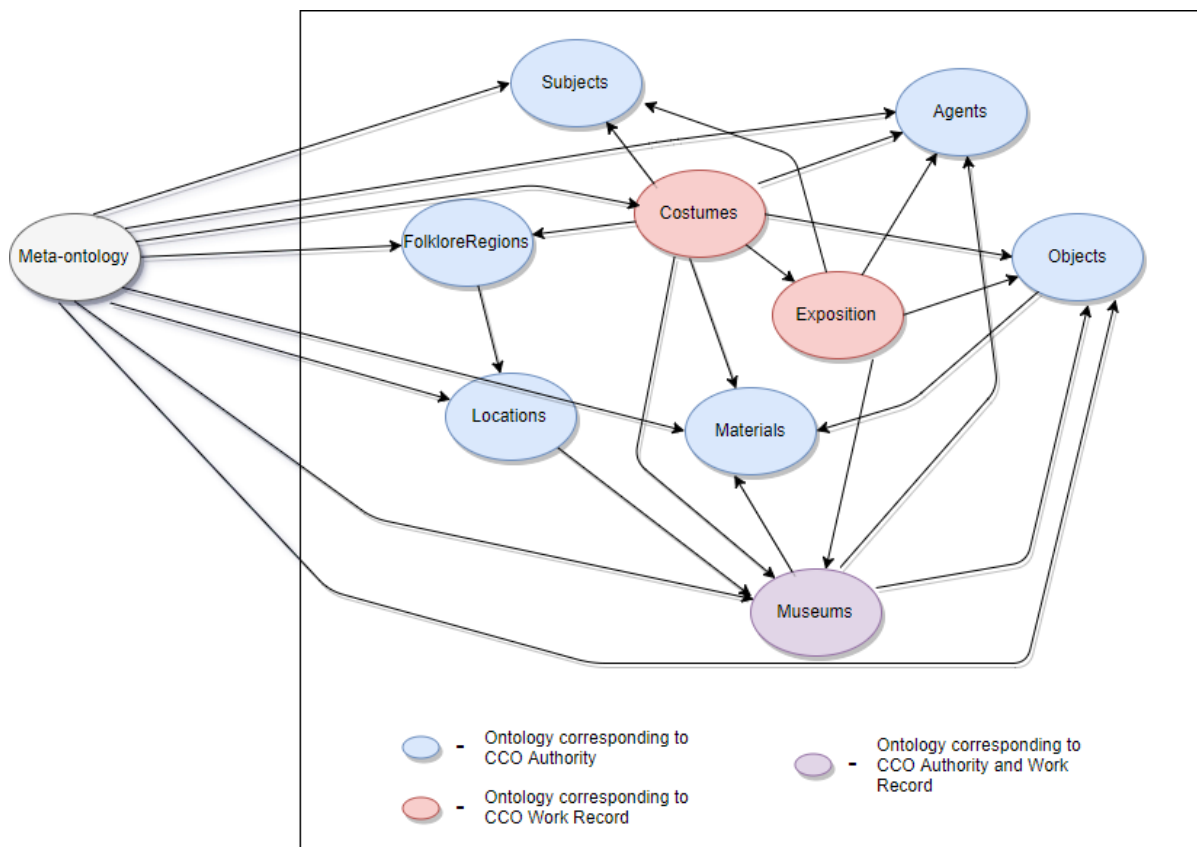 Subjects
Agents
Costumes
FolkloreRegions
Meta-ontology
Objects
Exposition
Locations
Materials
Museums
- Ontology corresponding to
CCO Authority
- Ontology corresponding to
CCO Work Record
- Ontology corresponding to
CCO Authority and Work
Record